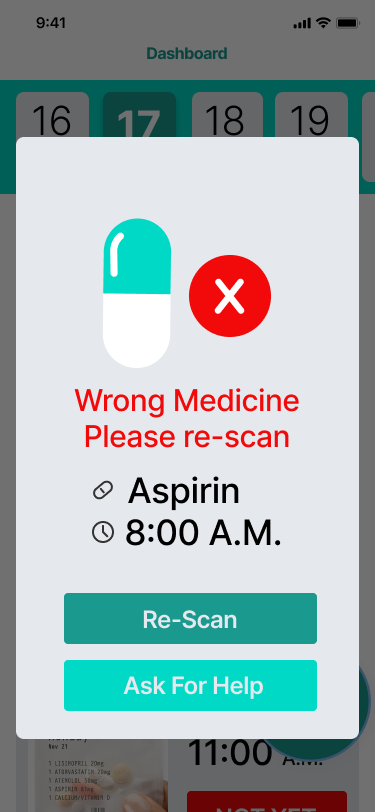 9:41
Dashboard
16 17 18 19
X
Wrong Medicine
Please re-scan
Aspirin
8:00 A.M.
Re-Scan
Ask For Help
Nov 21
1 LISINOPRIL 20mg
1 ATORVASTATIN 20mg
1 ATENOLOL 50mg
1 ASPIRIN 81mg
1 CALCIUM/VITAMIN D
11:00 A.M.
NOT YET